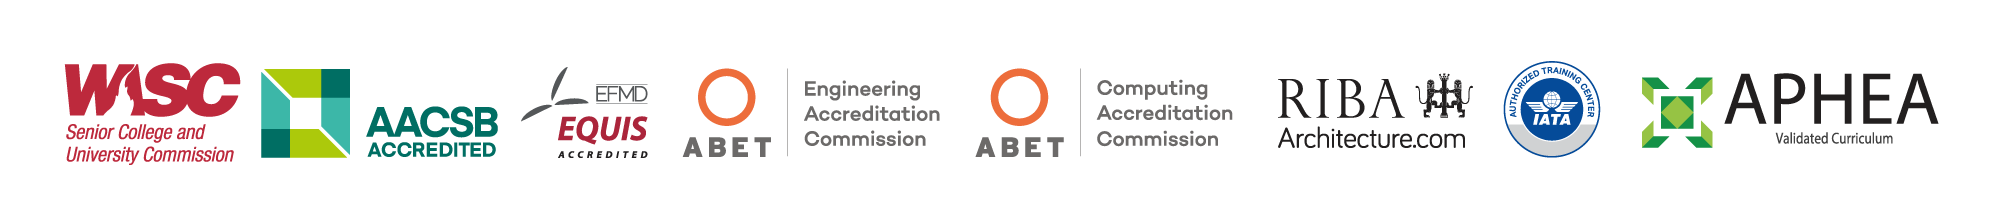 WASC
Senior College and
University Commission
AACSB
ACCREDITED
EFMD
EQUIS
ACCREDITED
ABET
Engineering
Accreditation
Commission
ABET
Computing
Accreditation
Commission
RIBA
Architecture.com
AUTHORIZED TRAINING CENTER
IATA
APHEA
Validated Curriculum